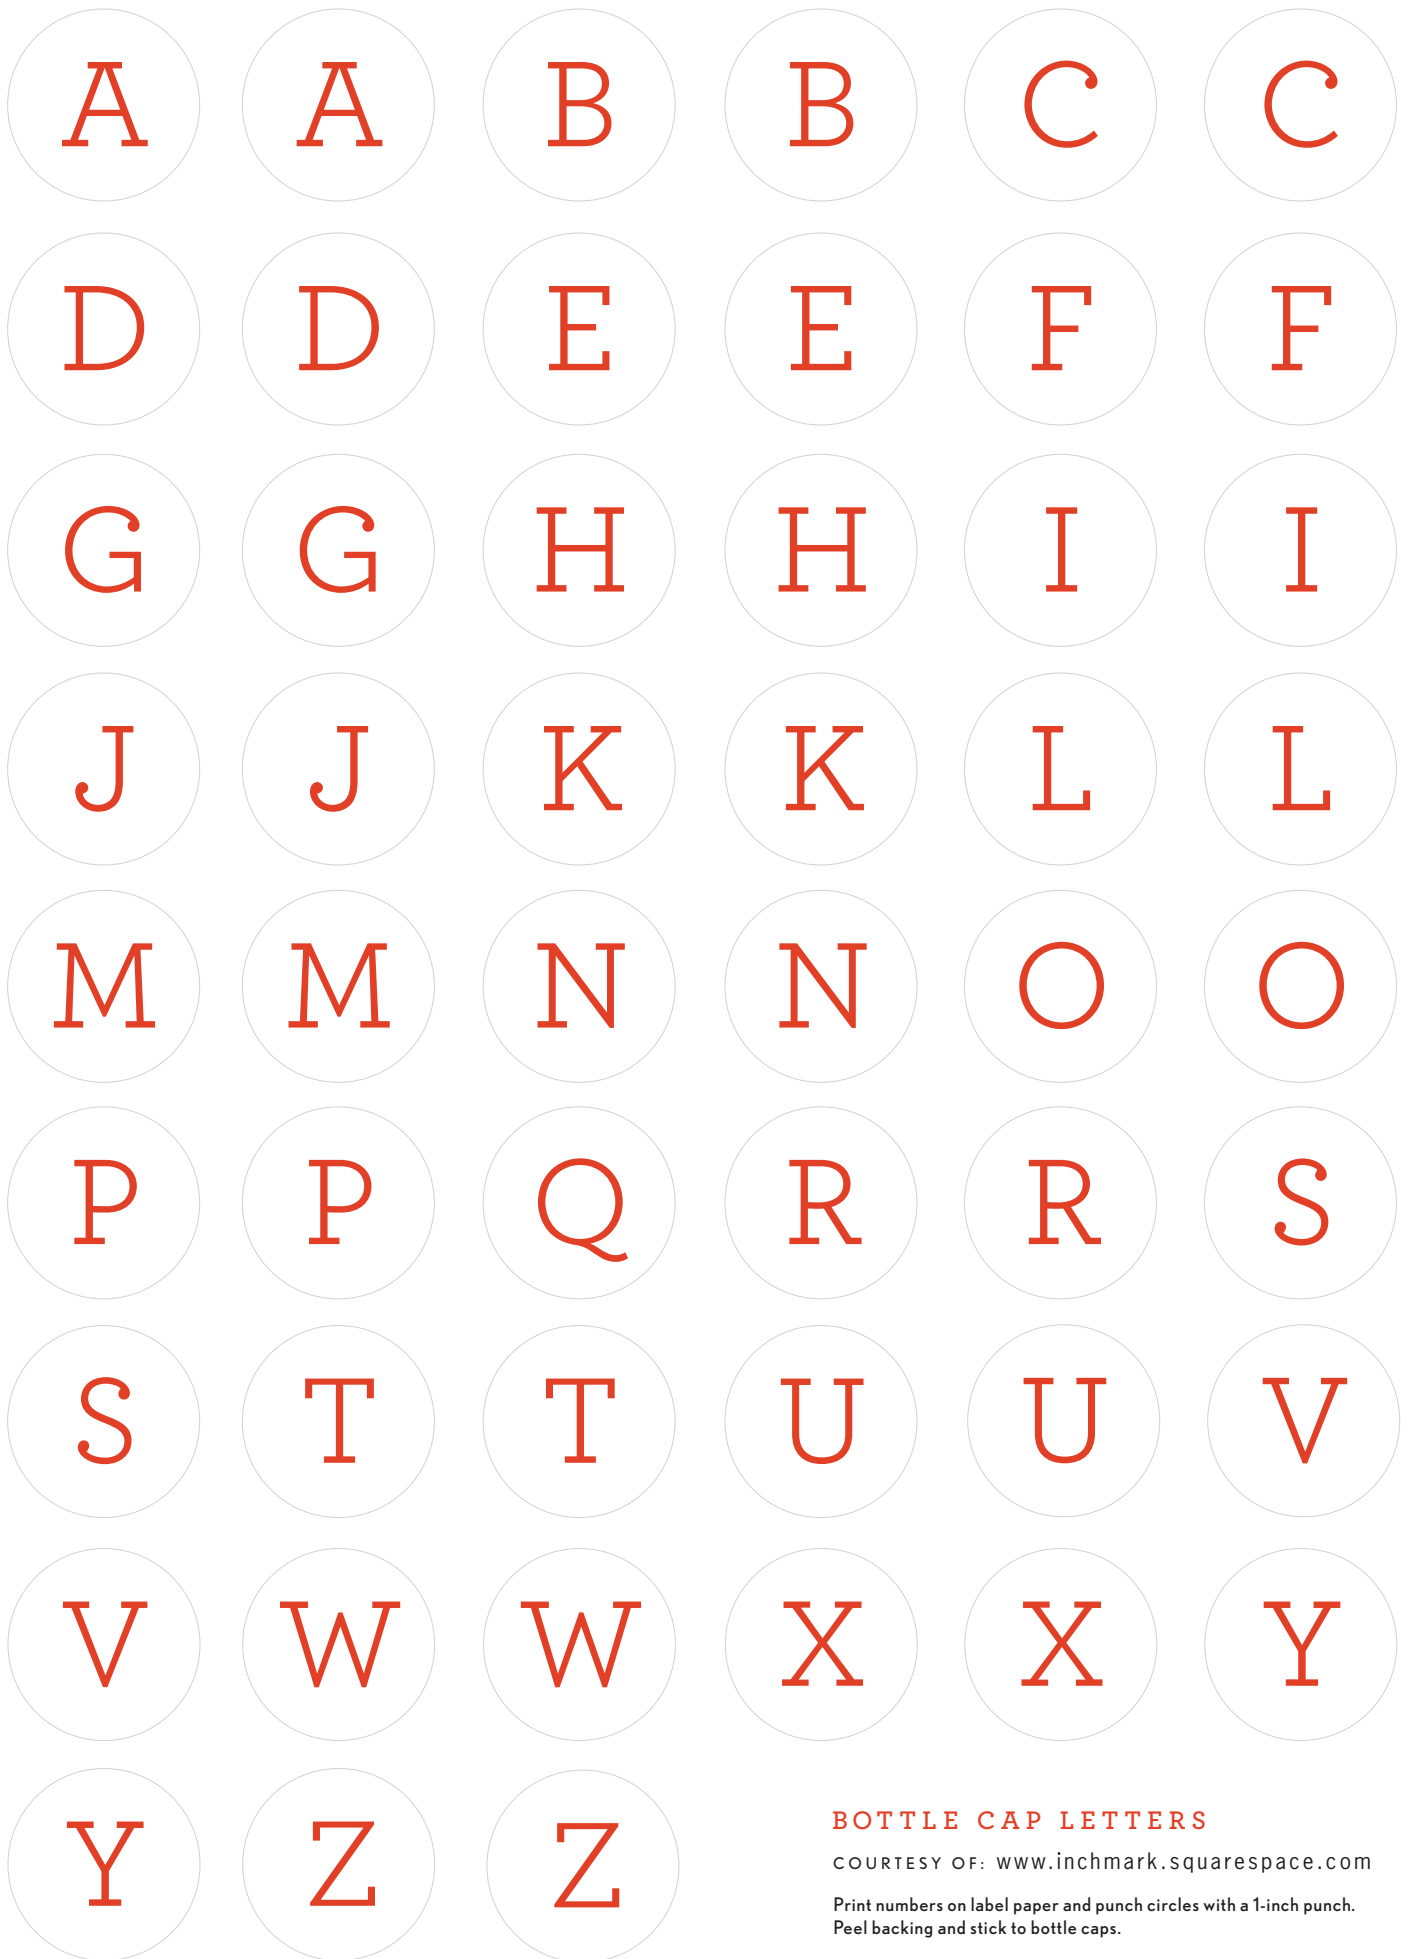 A A B B C C
D D E E F F
G G H H I I
J J K K L L
M M N N O O
P P Q R R S
S T T U U V
V W W X X Y
Y Z Z
BOTTLE CAP LETTERS
COURTESY OF: www.inchmark.squarespace.com
Print numbers on label paper and punch circles with a 1-inch punch.
Peel backing and stick to bottle caps.